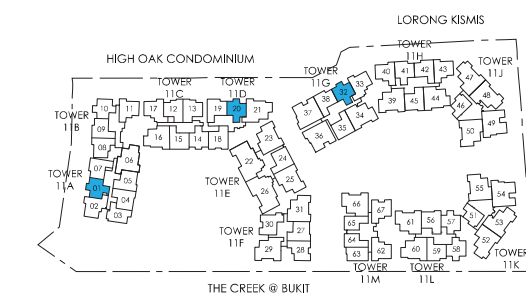 LORONG KISMIS
HIGH OAK CONDOMINIUM
TOWER
11H
TOWER
11G
TOWER
11J
TOWER
11C
TOWER
11D
40 41 42 43
33
47
38 32
48
39 45 44
46
10 11 17 12 13 19 20 21
37
34
49
TOWER
11B
09
36 35
50
16 15 14 18
23
08
06
22 24
07
TOWER
11A
05
25
TOWER
11E
01
26
55 54
04
02
03
66 67
31
51
65
61 56 57
53
30
27
TOWER
11F
64
52
29 28
63 62
60 59 58
TOWER
11K
TOWER
11M
TOWER
11L
THE CREEK @ BUKIT